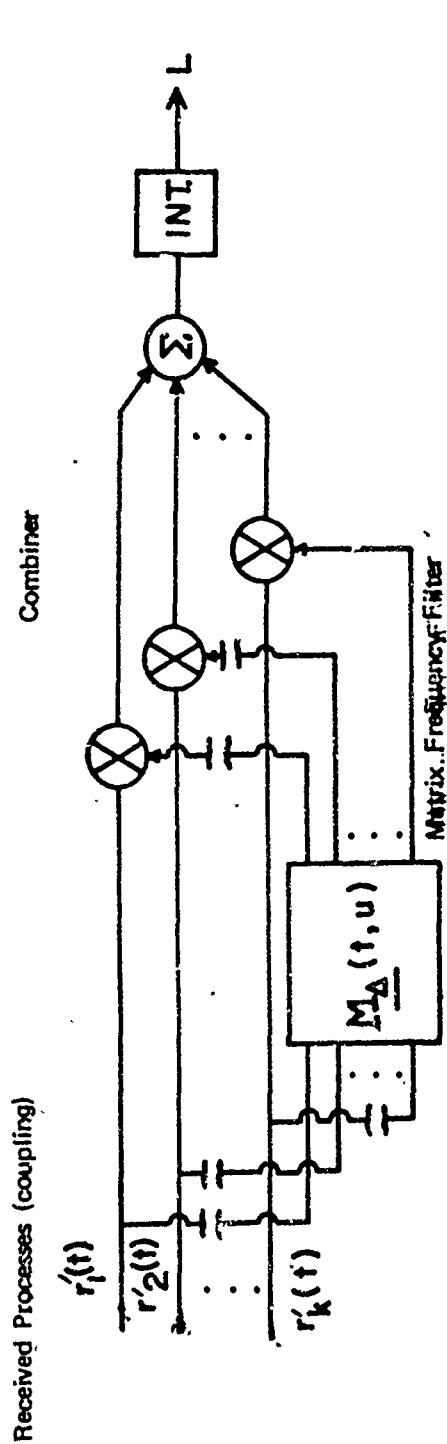 Received Processes (coupling)
Combiner
r'₁(t)
r'₂(t)
r'ₖ(t)
M_Δ(t,u)
Matrix Frequency Filter
Σ
INT.
L